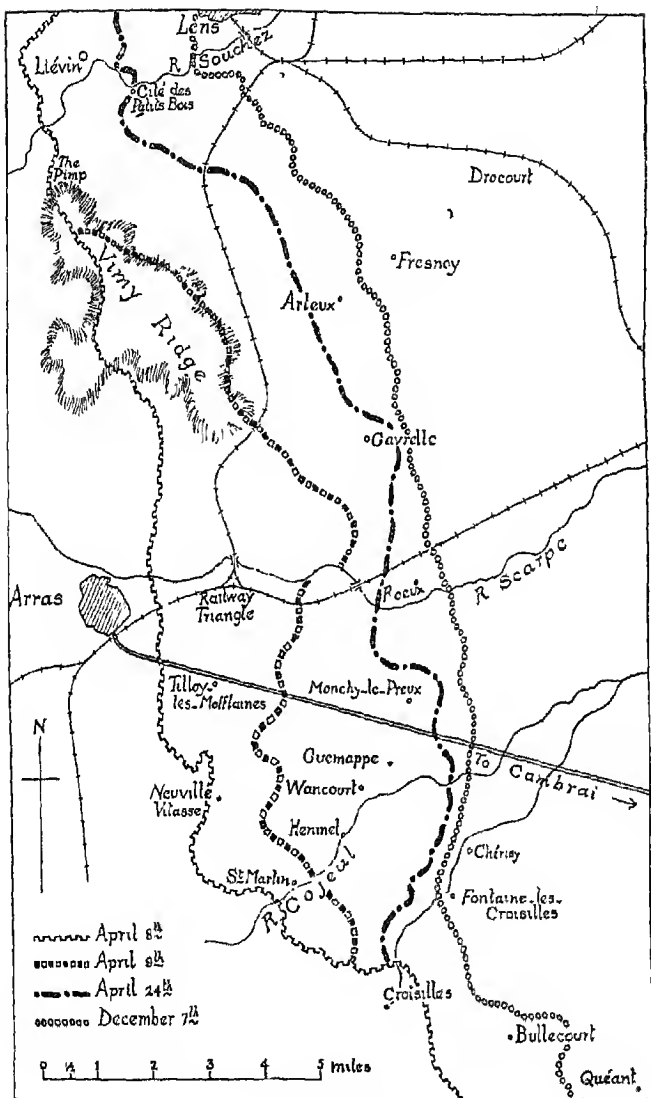 Lens
Liévin
R Souchez
Cité des
Petits Bois
The
Pimp
Drocourt
Vimy
Ridge
Fresnoy
Arleux
Gavrelle
Arras
Railway
Triangle
Roeux
R Scarpe
Tilloy-
les-Mofflaines
Monchy-le-Preux
N
Guemappe
To
Cambrai
Neuville
Vitasse
Wancourt
Heninel
Chérisy
St Martin
R Cojeul
Fontaine-les-
Croisilles
April 8th
April 9th
April 24th
December 7th
Croisilles
Bullecourt
Quéant
0 ½ 1 2 3 4 5 miles